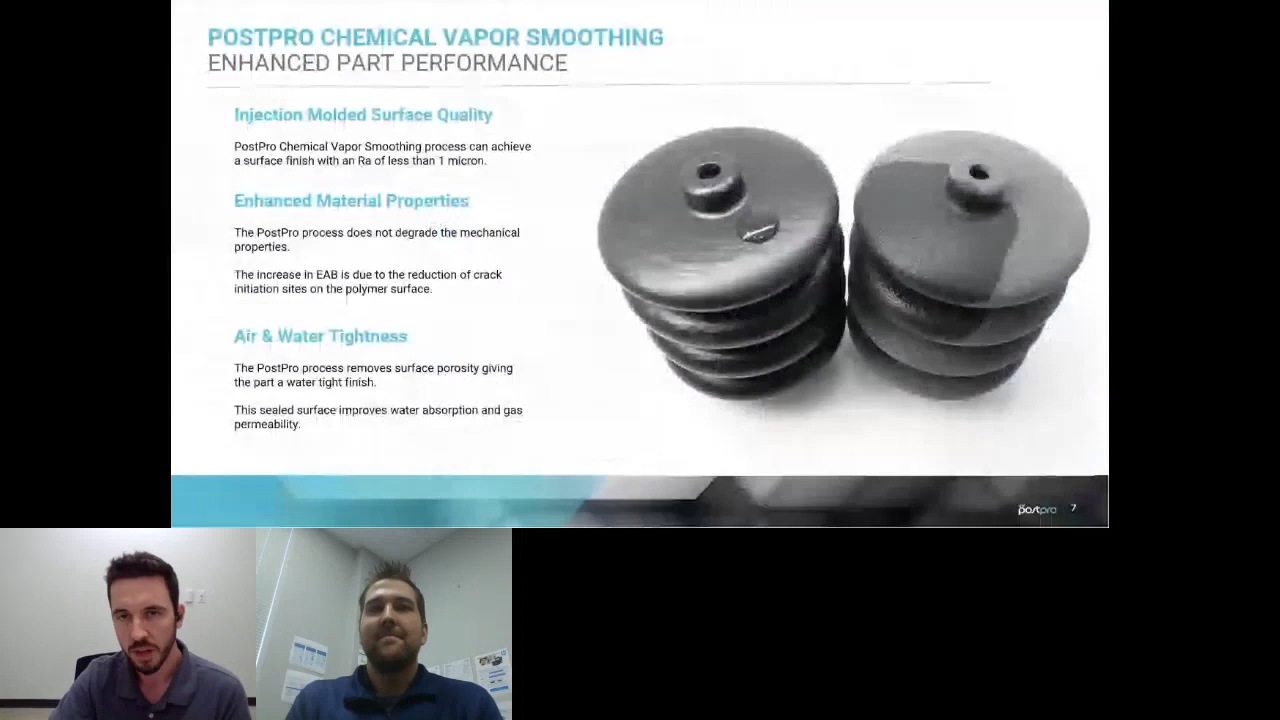 POSTPRO CHEMICAL VAPOR SMOOTHING
ENHANCED PART PERFORMANCE
Injection Molded Surface Quality
PostPro Chemical Vapor Smoothing process can achieve
a surface finish with an Ra of less than 1 micron.
Enhanced Material Properties
The PostPro process does not degrade the mechanical
properties.
The increase in EAB is due to the reduction of crack
initiation sites on the polymer surface.
Air & Water Tightness
The PostPro process removes surface porosity giving
the part a water tight finish.
This sealed surface improves water absorption and gas
permeability.
postpro 7